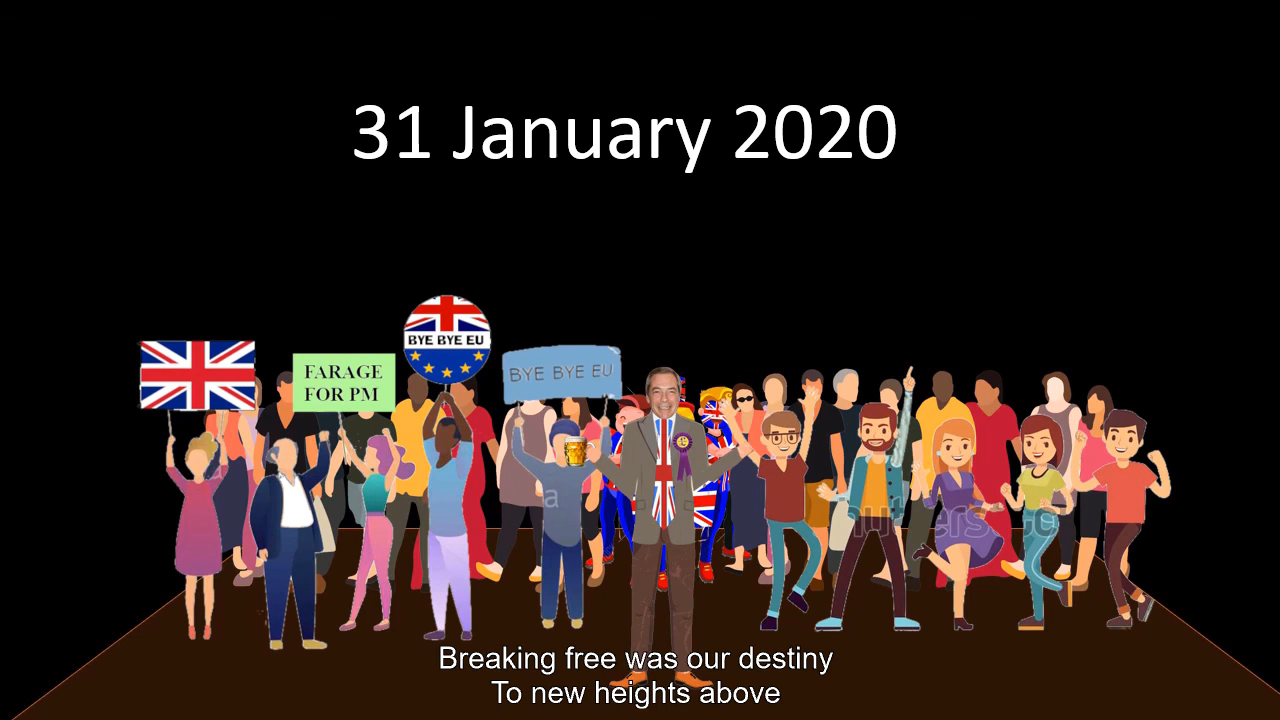 31 January 2020
BYE BYE EU
FARAGE
FOR PM
BYE BYE EU
a
Breaking free was our destiny
To new heights above